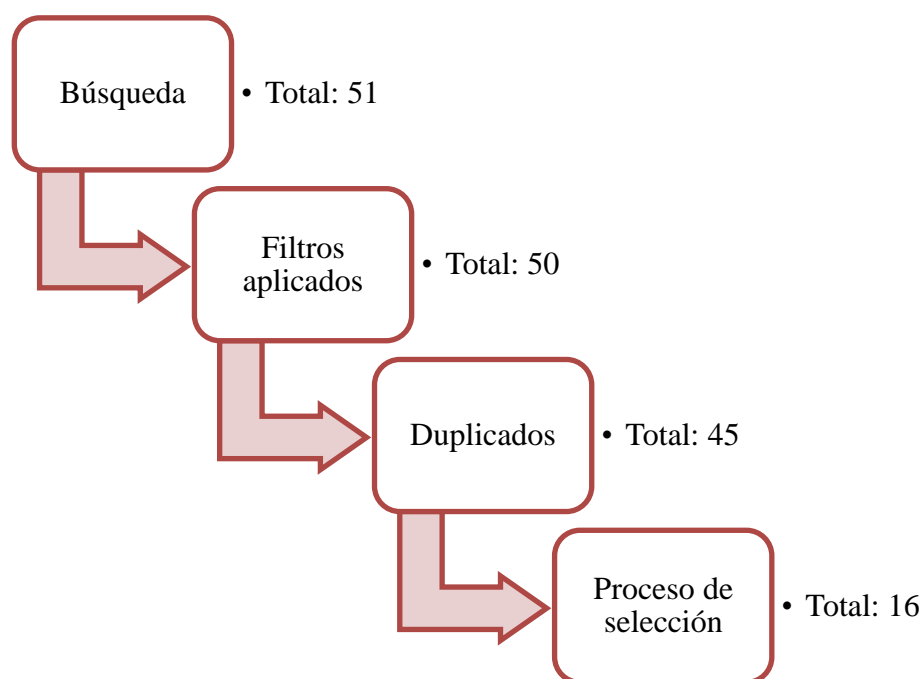 Búsqueda
• Total: 51
Filtros
aplicados
• Total: 50
Duplicados
• Total: 45
Proceso de
selección
• Total: 16